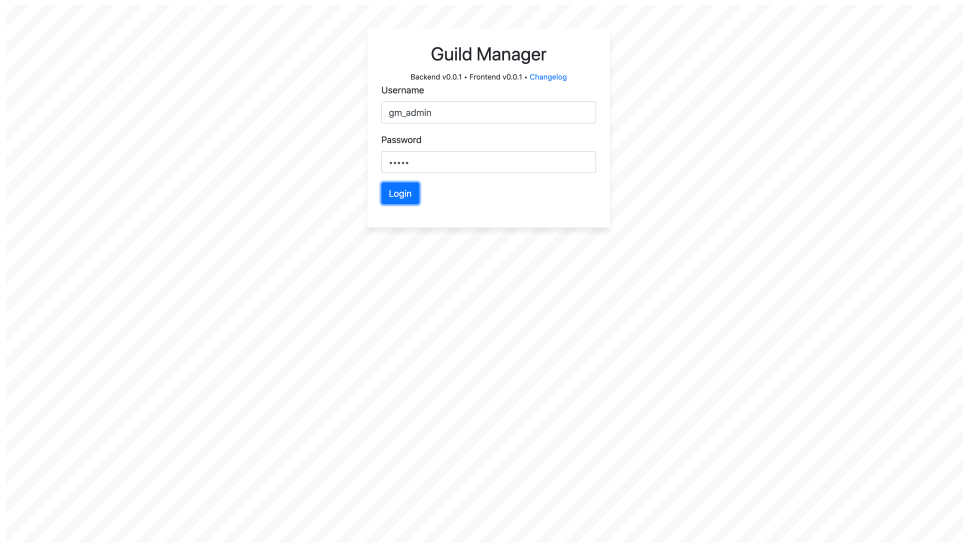 Guild Manager
Backend v0.0.1 • Frontend v0.0.1 • Changelog
Username
gm_admin
Password
•••••
Login